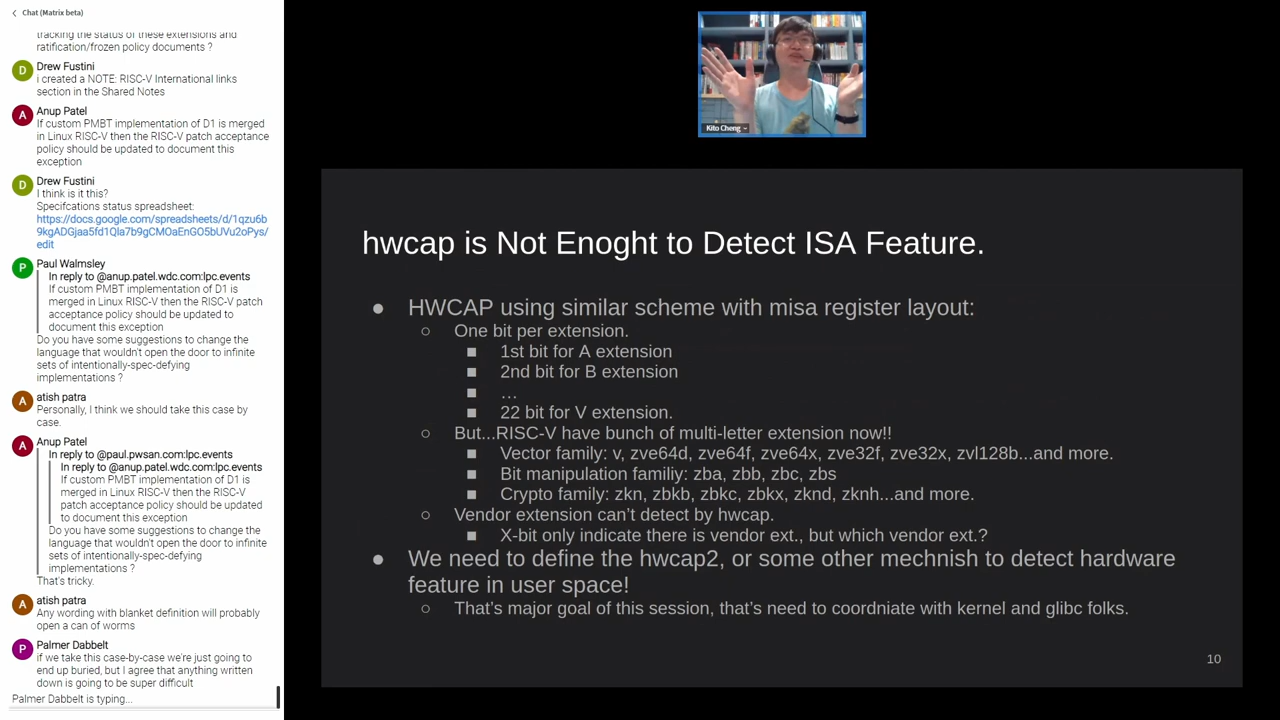 Chat (Matrix beta)
tracking the status of these extensions and
ratification/frozen policy documents ?
D
Drew Fustini
i created a NOTE: RISC-V International links
section in the Shared Notes
A
Anup Patel
If custom PMBT implementation of D1 is merged
in Linux RISC-V then the RISC-V patch acceptance
policy should be updated to document this
exception
D
Drew Fustini
I think is it this?
Specifcations status spreadsheet:
https://docs.google.com/spreadsheets/d/1qzu6b
9kgADGjaa5fd1Qla7b9gCMOaEnGO5bUVu2oPys/
edit
P
Paul Walmsley
In reply to @anup.patel.wdc.com:lpc.events
If custom PMBT implementation of D1 is
merged in Linux RISC-V then the RISC-V patch
acceptance policy should be updated to
document this exception
Do you have some suggestions to change the
language that wouldn't open the door to infinite
sets of intentionally-spec-defying
implementations ?
A
atish patra
Personally, I think we should take this case by
case.
A
Anup Patel
In reply to @paul.pwsan.com:lpc.events
In reply to @anup.patel.wdc.com:lpc.events
If custom PMBT implementation of D1 is
merged in Linux RISC-V then the RISC-V
patch acceptance policy should be updated
to document this exception
Do you have some suggestions to change the
language that wouldn't open the door to infinite
sets of intentionally-spec-defying
implementations ?
That's tricky.
A
atish patra
Any wording with blanket definition will probably
open a can of worms
P
Palmer Dabbelt
if we take this case-by-case we're just going to
end up buried, but I agree that anything written
down is going to be super difficult
Palmer Dabbelt is typing...
Kito Cheng
hwcap is Not Enoght to Detect ISA Feature.
● HWCAP using similar scheme with misa register layout:
○ One bit per extension.
■ 1st bit for A extension
■ 2nd bit for B extension
■ …
■ 22 bit for V extension.
○ But...RISC-V have bunch of multi-letter extension now!!
■ Vector family: v, zve64d, zve64f, zve64x, zve32f, zve32x, zvl128b...and more.
■ Bit manipulation familiy: zba, zbb, zbc, zbs
■ Crypto family: zkn, zbkb, zbkc, zbkx, zknd, zknh...and more.
○ Vendor extension can't detect by hwcap.
■ X-bit only indicate there is vendor ext., but which vendor ext.?
● We need to define the hwcap2, or some other mechnish to detect hardware
feature in user space!
○ That's major goal of this session, that's need to coordniate with kernel and glibc folks.
10